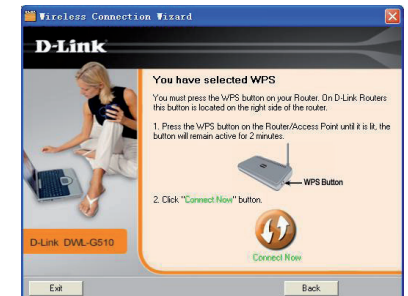 Wireless Connection Wizard
D-Link
You have selected WPS
You must press the WPS button on your Router. On D-Link Routers
this button is located on the right side of the router.
1. Press the WPS button on the Router/Access Point until it is lit, the
button will remain active for 2 minutes.
WPS Button
2. Click "Connect Now" button.
D-Link DWL-G510
Connect Now
Exit
Back